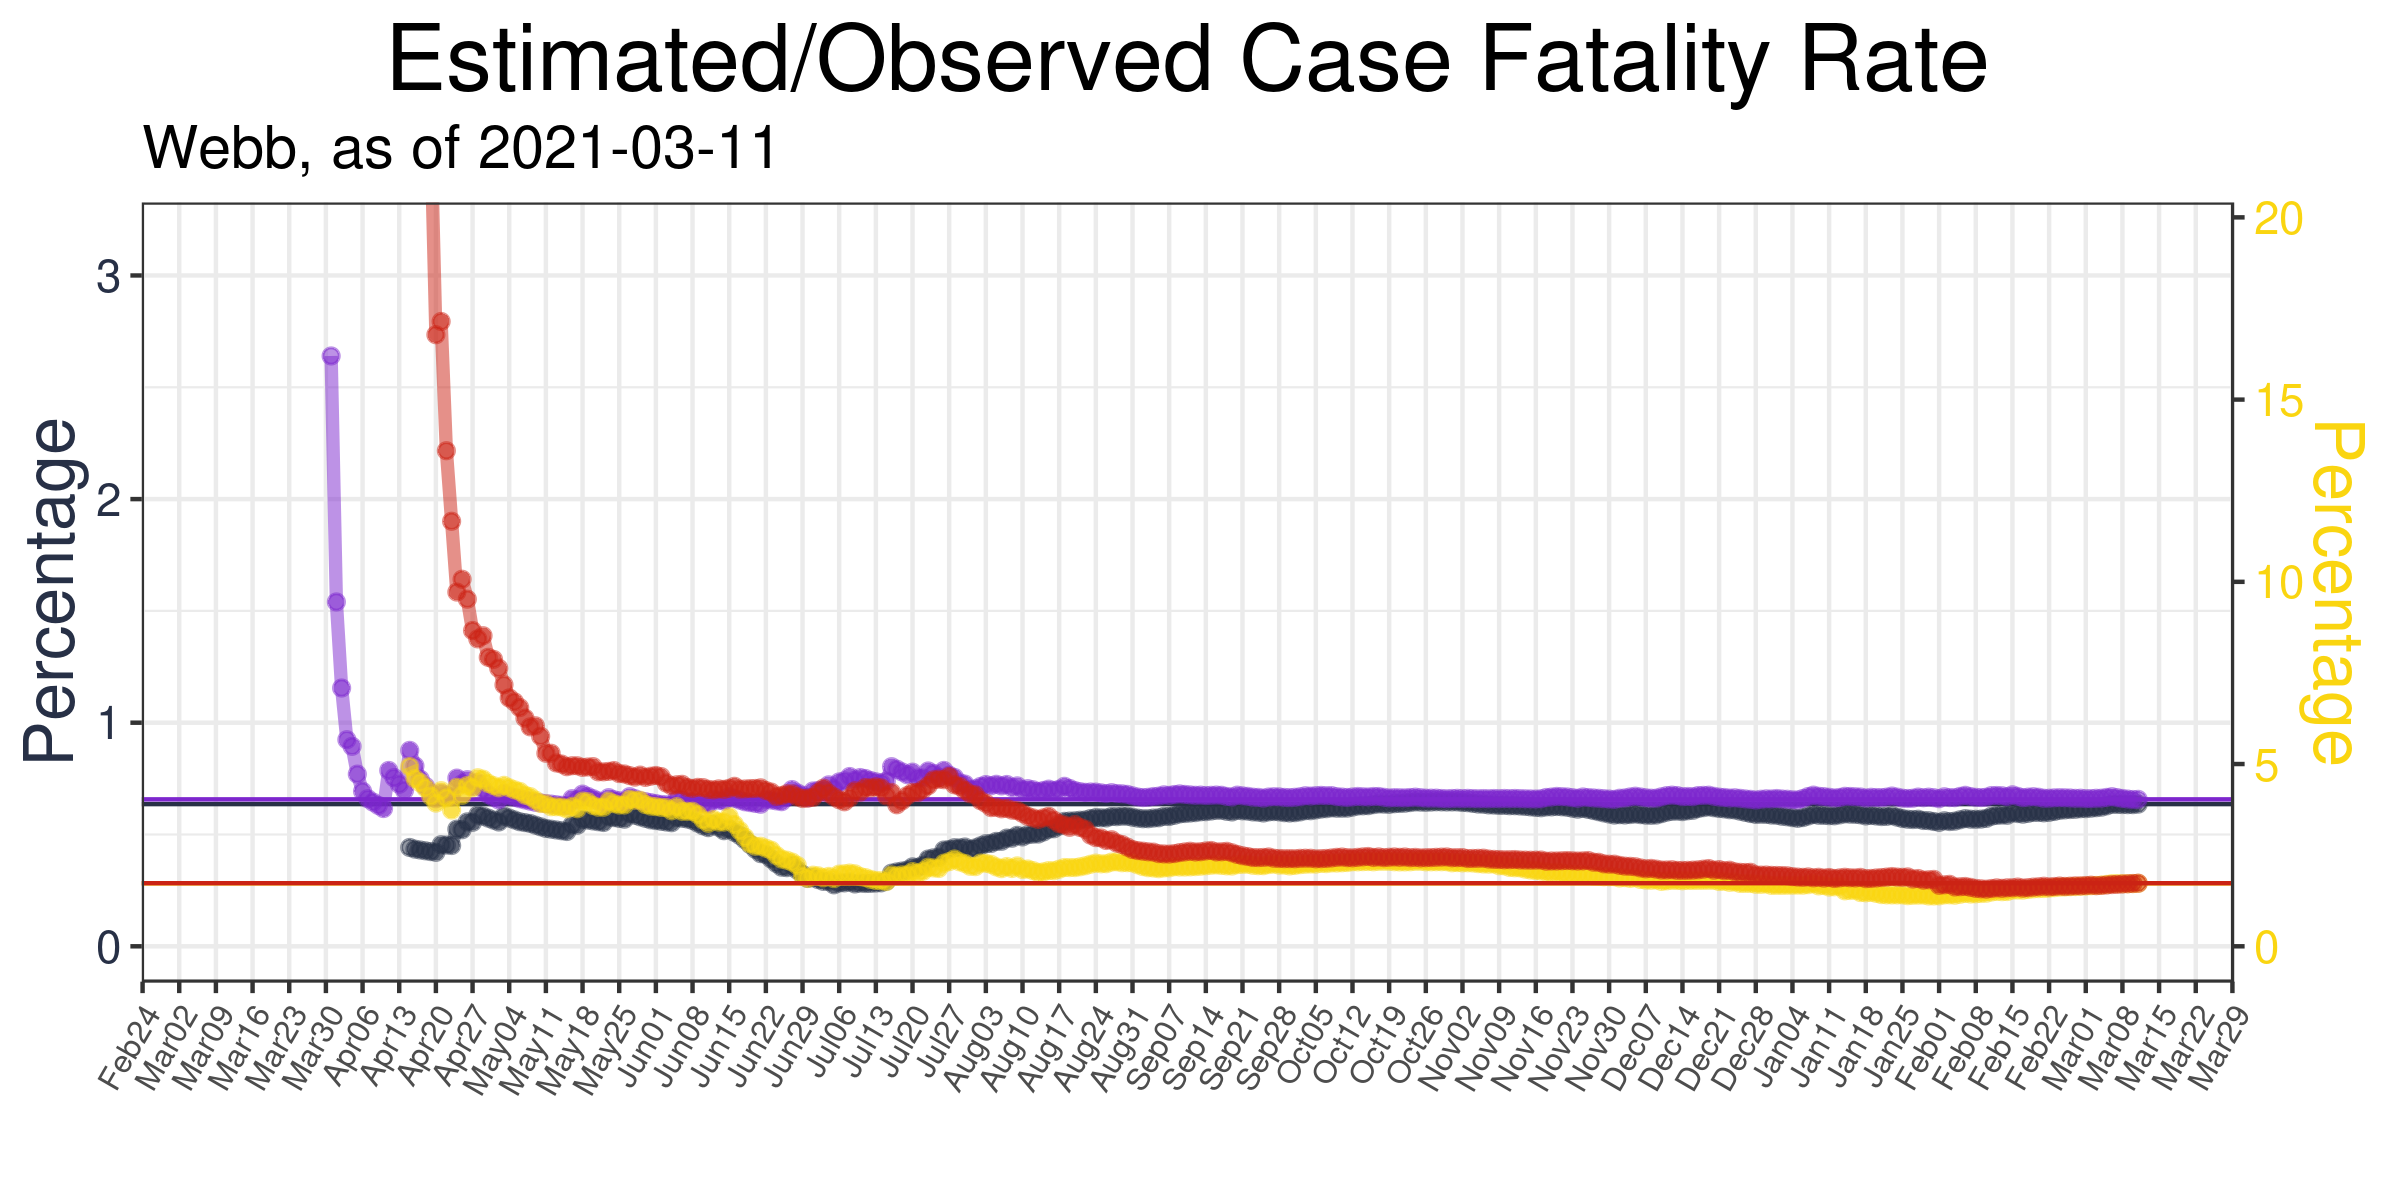 Estimated/Observed Case Fatality Rate
Webb, as of 2021-03-11
Percentage
3
2
1
0
20
15
10
5
0
Percentage
Feb24 Mar02 Mar09 Mar16 Mar23 Mar30 Apr06 Apr13 Apr20 Apr27 May04 May11 May18 May25 Jun01 Jun08 Jun15 Jun22 Jun29 Jul06 Jul13 Jul20 Jul27 Aug03 Aug10 Aug17 Aug24 Aug31 Sep07 Sep14 Sep21 Sep28 Oct05 Oct12 Oct19 Oct26 Nov02 Nov09 Nov16 Nov23 Nov30 Dec07 Dec14 Dec21 Dec28 Jan04 Jan11 Jan18 Jan25 Feb01 Feb08 Feb15 Feb22 Mar01 Mar08 Mar15 Mar22 Mar29